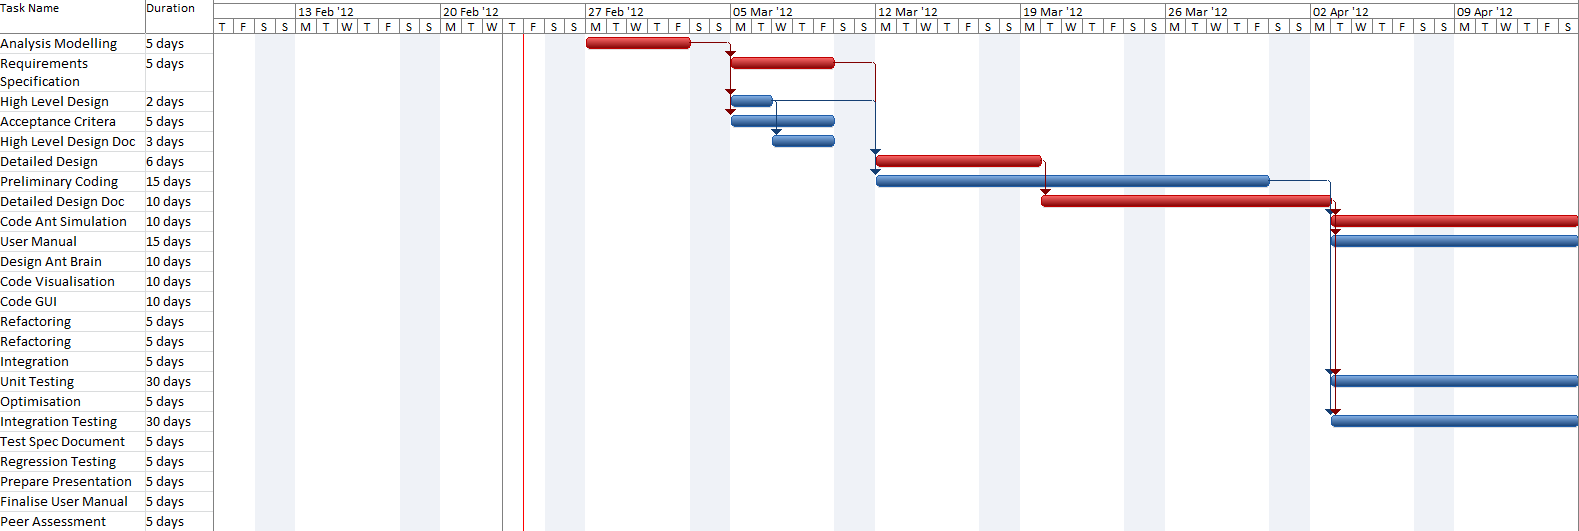 Task Name Duration 13 Feb '12 20 Feb '12 27 Feb '12 05 Mar '12 12 Mar '12 19 Mar '12 26 Mar '12 02 Apr '12 09 Apr '12
T F S S M T W T F S S M T W T F S S M T W T F S S M T W T F S S M T W T F S S M T W T F S S M T W T F S S M T W T F S S M T W T F S
Analysis Modelling 5 days
Requirements 5 days
Specification
High Level Design 2 days
Acceptance Critera 5 days
High Level Design Doc 3 days
Detailed Design 6 days
Preliminary Coding 15 days
Detailed Design Doc 10 days
Code Ant Simulation 10 days
User Manual 15 days
Design Ant Brain 10 days
Code Visualisation 10 days
Code GUI 10 days
Refactoring 5 days
Refactoring 5 days
Integration 5 days
Unit Testing 30 days
Optimisation 5 days
Integration Testing 30 days
Test Spec Document 5 days
Regression Testing 5 days
Prepare Presentation 5 days
Finalise User Manual 5 days
Peer Assessment 5 days